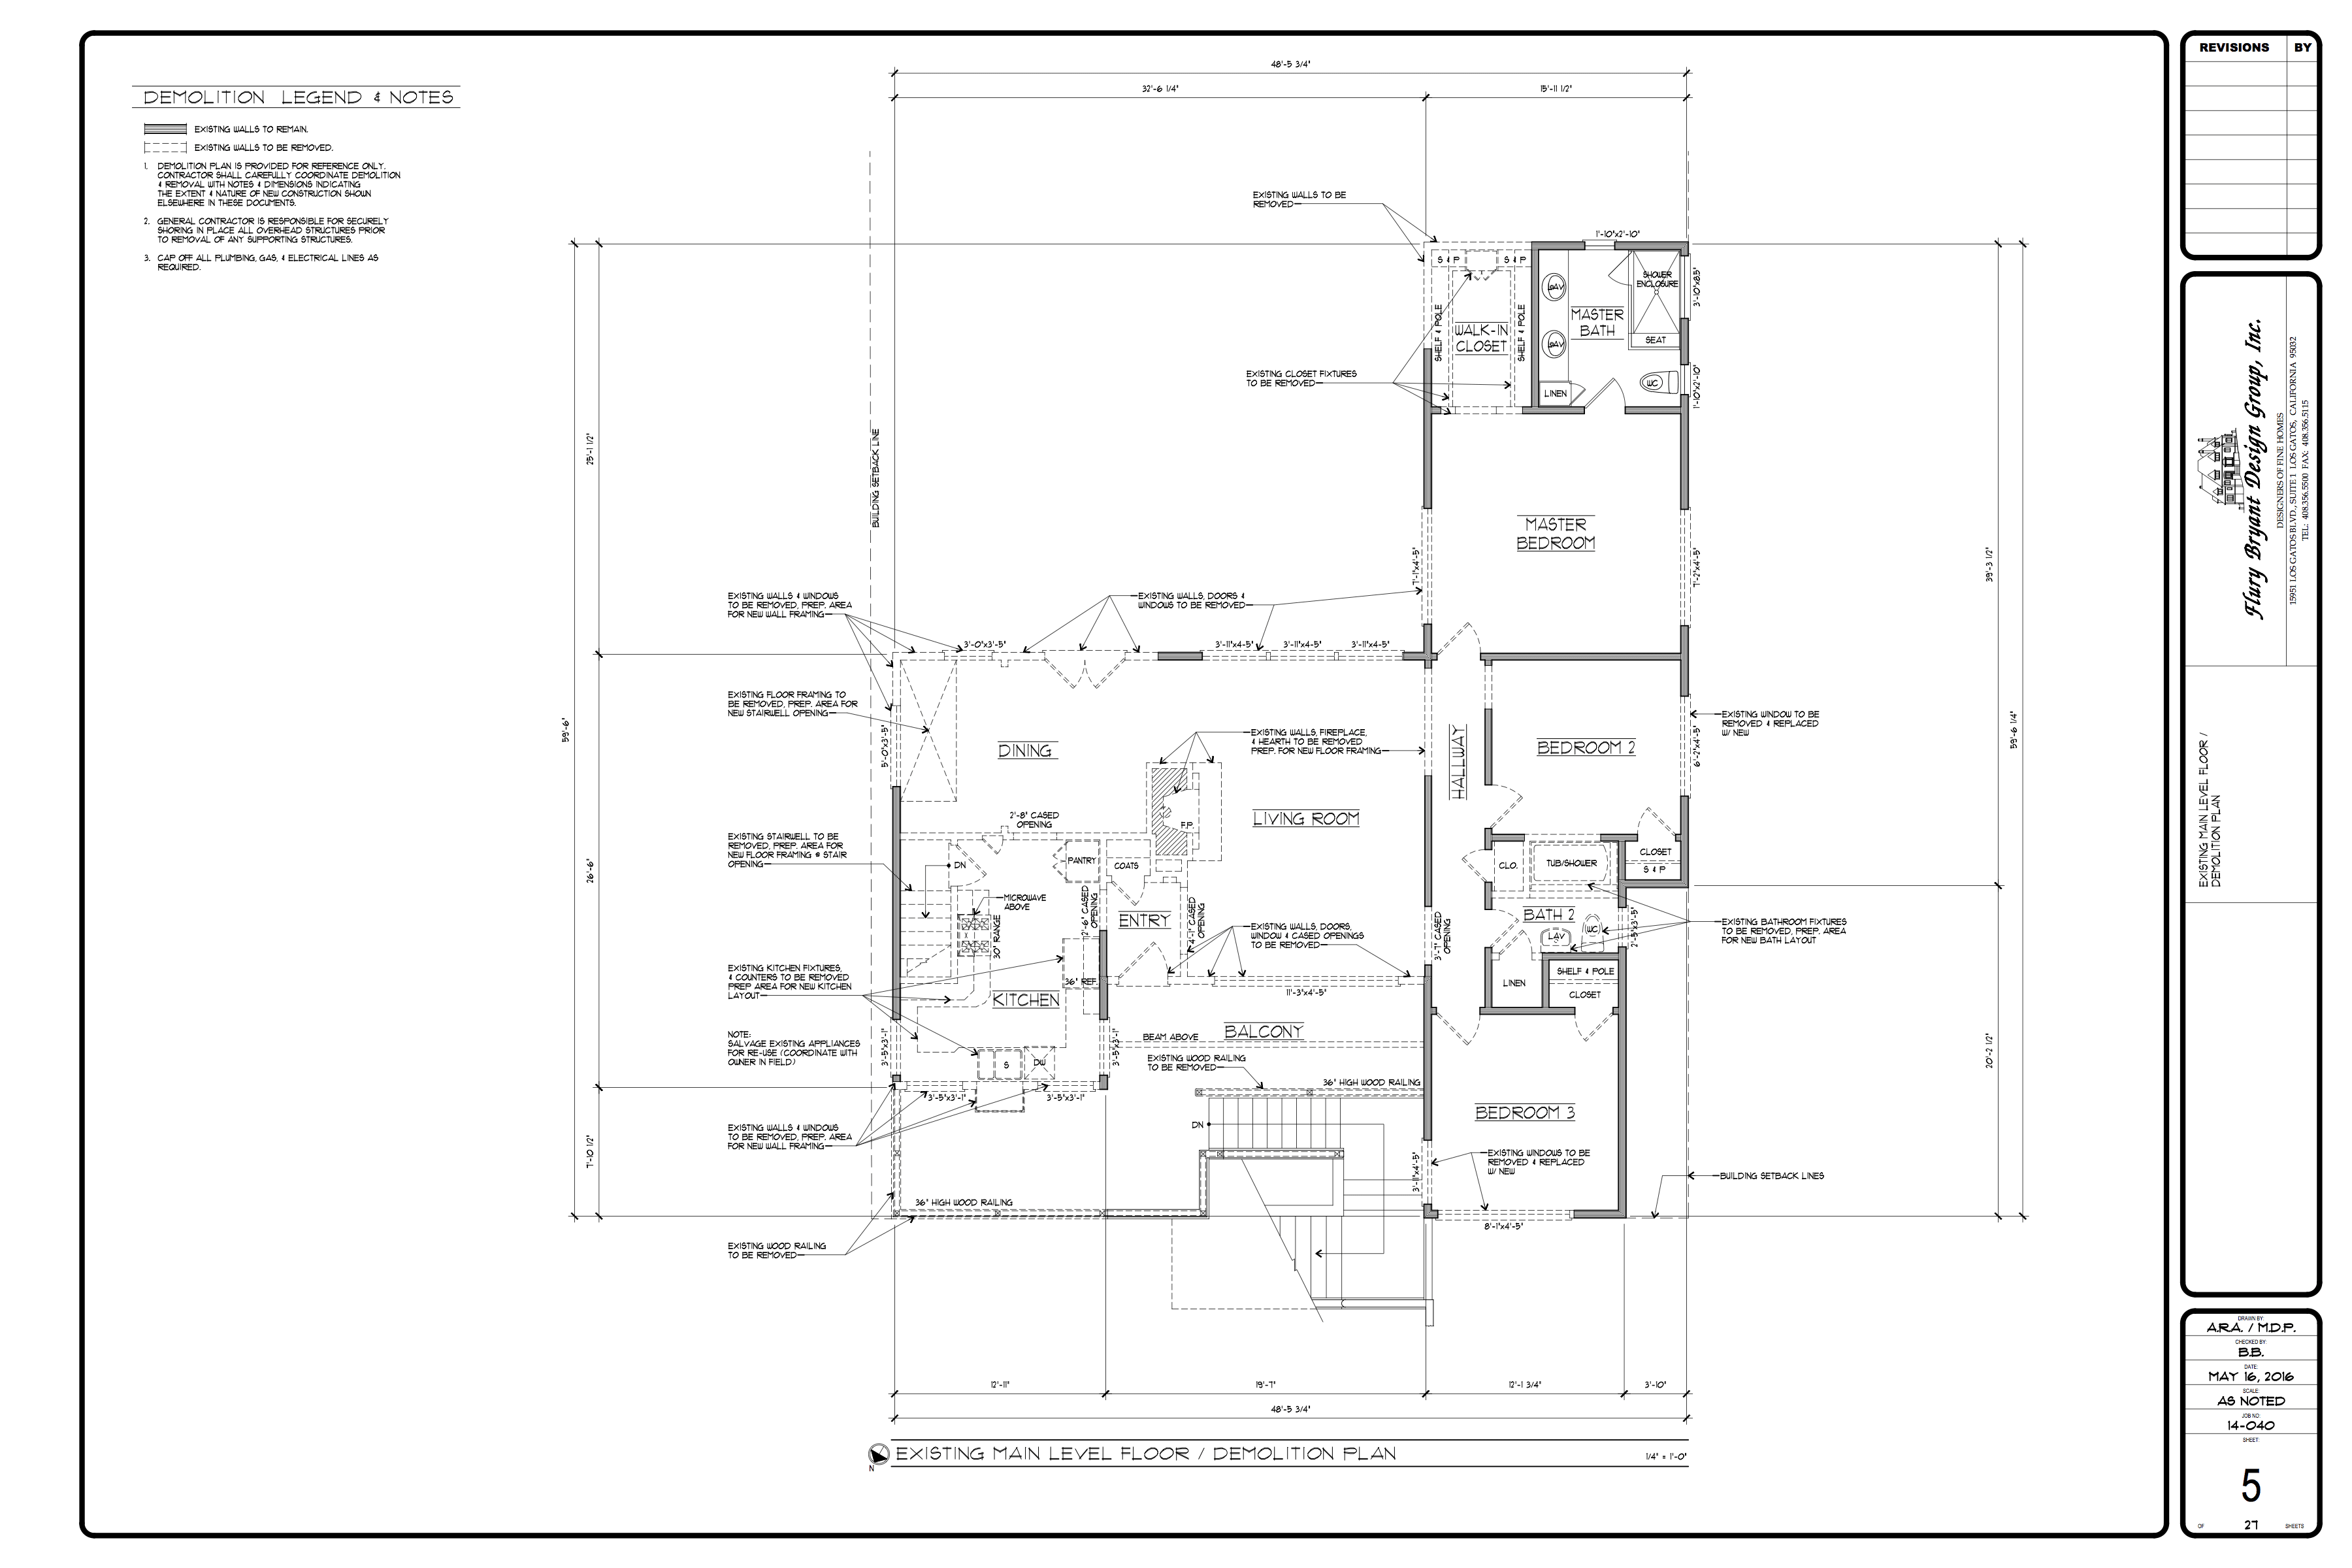 REVISIONS BY
DEMOLITION LEGEND & NOTES
EXISTING WALLS TO REMAIN.
EXISTING WALLS TO BE REMOVED.
1. DEMOLITION PLAN IS PROVIDED FOR REFERENCE ONLY.
CONTRACTOR SHALL CAREFULLY COORDINATE DEMOLITION
& REMOVAL WITH NOTES & DIMENSIONS INDICATING
THE EXTENT & NATURE OF NEW CONSTRUCTION SHOWN
ELSEWHERE IN THESE DOCUMENTS.
2. GENERAL CONTRACTOR IS RESPONSIBLE FOR SECURELY
SHORING IN PLACE ALL OVERHEAD STRUCTURES PRIOR
TO REMOVAL OF ANY SUPPORTING STRUCTURES.
3. CAP OFF ALL PLUMBING, GAS, & ELECTRICAL LINES AS
REQUIRED.
48'-5 3/4"
32'-6 1/4"
15'-11 1/2"
EXISTING WALLS TO BE
REMOVED
1'-10"x2'-10"
S & P
S & P
SHELF & POLE
WALK-IN
CLOSET
SHELF & POLE
LAV
LAV
MASTER
BATH
SHOWER
ENCLOSURE
SEAT
WC
LINEN
3'-10"x8.5"
1'-10"x2'-10"
EXISTING CLOSET FIXTURES
TO BE REMOVED
BUILDING SETBACK LINE
25'-1 1/2"
59'-6"
26'-6"
7'-10 1/2"
39'-3 1/2"
59'-6 1/4"
20'-2 1/2"
MASTER
BEDROOM
7'-1"x4'-5"
7'-2"x4'-5"
EXISTING WALLS & WINDOWS
TO BE REMOVED, PREP. AREA
FOR NEW WALL FRAMING
EXISTING WALLS, DOORS &
WINDOWS TO BE REMOVED
3'-0"x3'-5"
3'-11"x4-5"
3'-11"x4-5"
3'-11"x4-5"
EXISTING FLOOR FRAMING TO
BE REMOVED, PREP. AREA FOR
NEW STAIRWELL OPENING
5'-0"x3'-5"
DINING
EXISTING WALLS, FIREPLACE,
& HEARTH TO BE REMOVED
PREP. FOR NEW FLOOR FRAMING
HALLWAY
BEDROOM 2
EXISTING WINDOW TO BE
REMOVED & REPLACED
W/ NEW
6'-2"x4'-5"
2'-8" CASED
OPENING
F.P.
LIVING ROOM
EXISTING STAIRWELL TO BE
REMOVED, PREP. AREA FOR
NEW FLOOR FRAMING @ STAIR
OPENING
DN
PANTRY
COATS
CLO.
TUB/SHOWER
CLOSET
S & P
MICROWAVE
ABOVE
30" RANGE
2'-6" CASED
OPENING
ENTRY
4'-1" CASED
OPENING
EXISTING WALLS, DOORS,
WINDOW & CASED OPENINGS
TO BE REMOVED
3'-1" CASED
OPENING
BATH 2
LAV
WC
2'-5"x3'-5"
EXISTING BATHROOM FIXTURES
TO BE REMOVED, PREP. AREA
FOR NEW BATH LAYOUT
EXISTING KITCHEN FIXTURES,
& COUNTERS TO BE REMOVED
PREP AREA FOR NEW KITCHEN
LAYOUT
36" REF.
KITCHEN
11'-3"x4'-5"
LINEN
SHELF & POLE
CLOSET
NOTE:
SALVAGE EXISTING APPLIANCES
FOR RE-USE (COORDINATE WITH
OWNER IN FIELD)
3'-5"x3'-1"
S
DW
3'-5"x3'-1"
BALCONY
BEAM ABOVE
EXISTING WOOD RAILING
TO BE REMOVED
36" HIGH WOOD RAILING
3'-5"x3'-1"
3'-5"x3'-1"
EXISTING WALLS & WINDOWS
TO BE REMOVED, PREP. AREA
FOR NEW WALL FRAMING
DN
BEDROOM 3
3'-11"x4'-5"
EXISTING WINDOWS TO BE
REMOVED & REPLACED
W/ NEW
BUILDING SETBACK LINES
36" HIGH WOOD RAILING
8'-1"x4'-5"
EXISTING WOOD RAILING
TO BE REMOVED
12'-11"
19'-7"
12'-1 3/4"
3'-10"
48'-5 3/4"
N
EXISTING MAIN LEVEL FLOOR / DEMOLITION PLAN
1/4" = 1'-0"
Flury Bryant Design Group, Inc.
DESIGNERS OF FINE HOMES
15951 LOS GATOS BLVD., SUITE 1 LOS GATOS, CALIFORNIA 95032
TEL: 408.356.5500 FAX: 408.356.5115
EXISTING MAIN LEVEL FLOOR /
DEMOLITION PLAN
DRAWN BY:
A.R.A. / M.D.P.
CHECKED BY:
B.B.
DATE:
MAY 16, 2016
SCALE:
AS NOTED
JOB NO:
14-040
SHEET:
5
OF 27 SHEETS